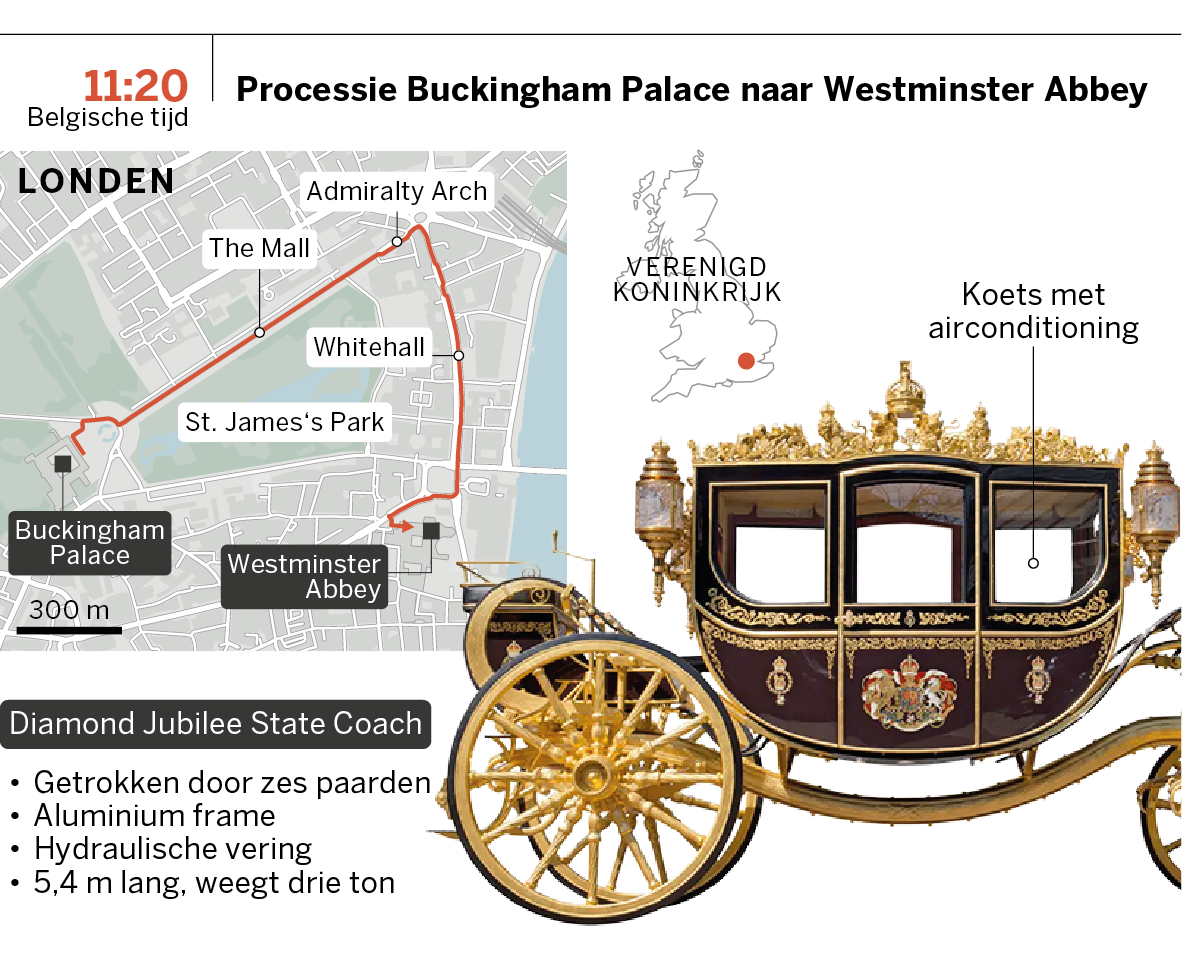 11:20
Belgische tijd
Processie Buckingham Palace naar Westminster Abbey
LONDEN
Admiralty Arch
The Mall
Whitehall
St. James‘s Park
Buckingham
Palace
Westminster
Abbey
300 m
VERENIGD
KONINKRIJK
Koets met
airconditioning
Diamond Jubilee State Coach
• Getrokken door zes paarden
• Aluminium frame
• Hydraulische vering
• 5,4 m lang, weegt drie ton